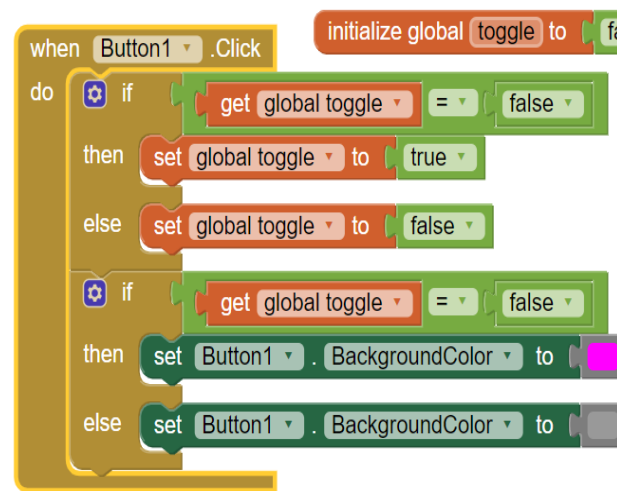 initialize global toggle to
when Button1 .Click
do if get global toggle = false
then set global toggle to true
else set global toggle to false
if get global toggle = false
then set Button1 . BackgroundColor to
else set Button1 . BackgroundColor to